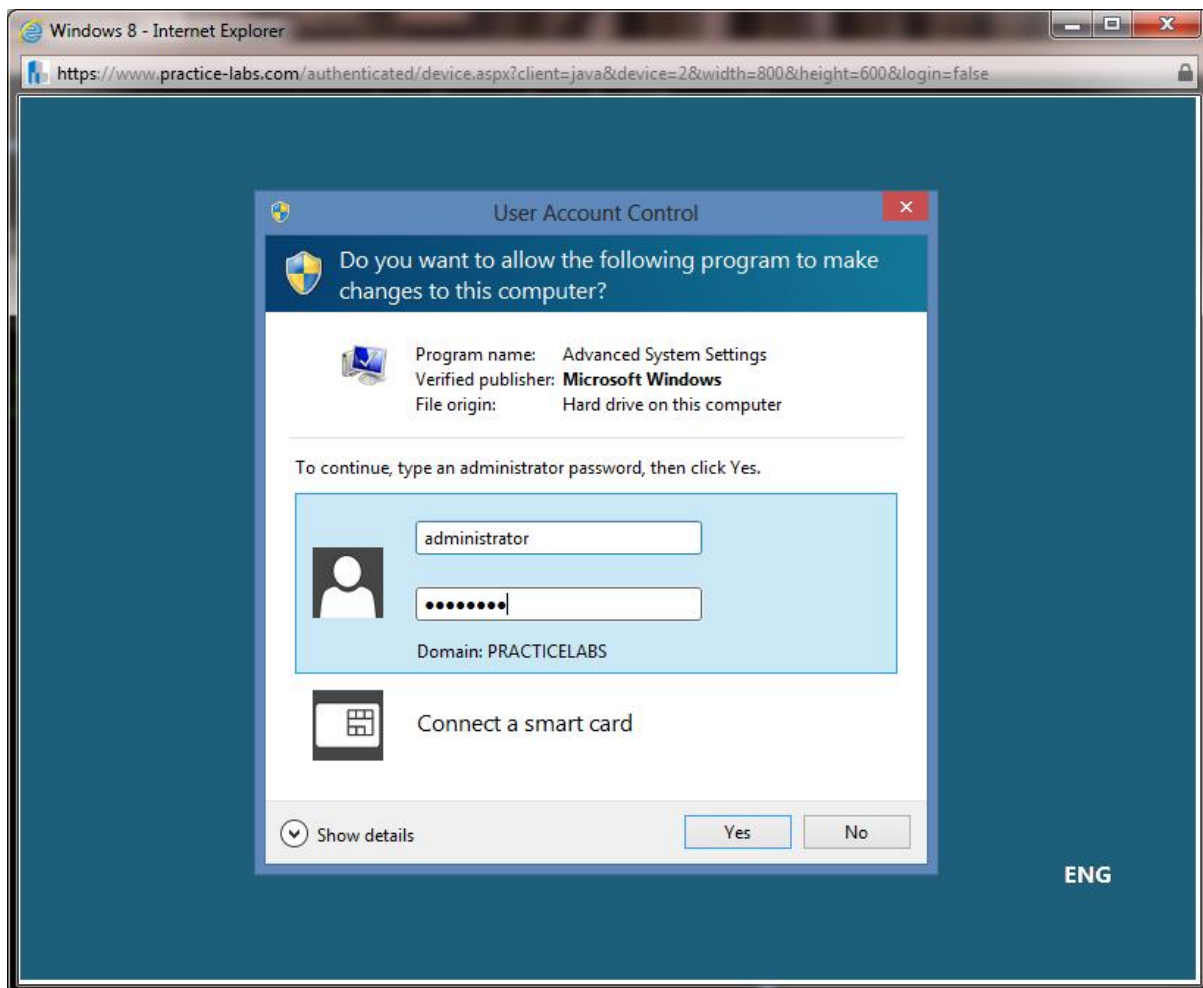 Windows 8 - Internet Explorer
https://www.practice-labs.com/authenticated/device.aspx?client=java&device=2&width=800&height=600&login=false
User Account Control
Do you want to allow the following program to make
changes to this computer?
Program name: Advanced System Settings
Verified publisher: Microsoft Windows
File origin: Hard drive on this computer
To continue, type an administrator password, then click Yes.
administrator
●●●●●●●●
Domain: PRACTICELABS
Connect a smart card
Show details Yes No
ENG